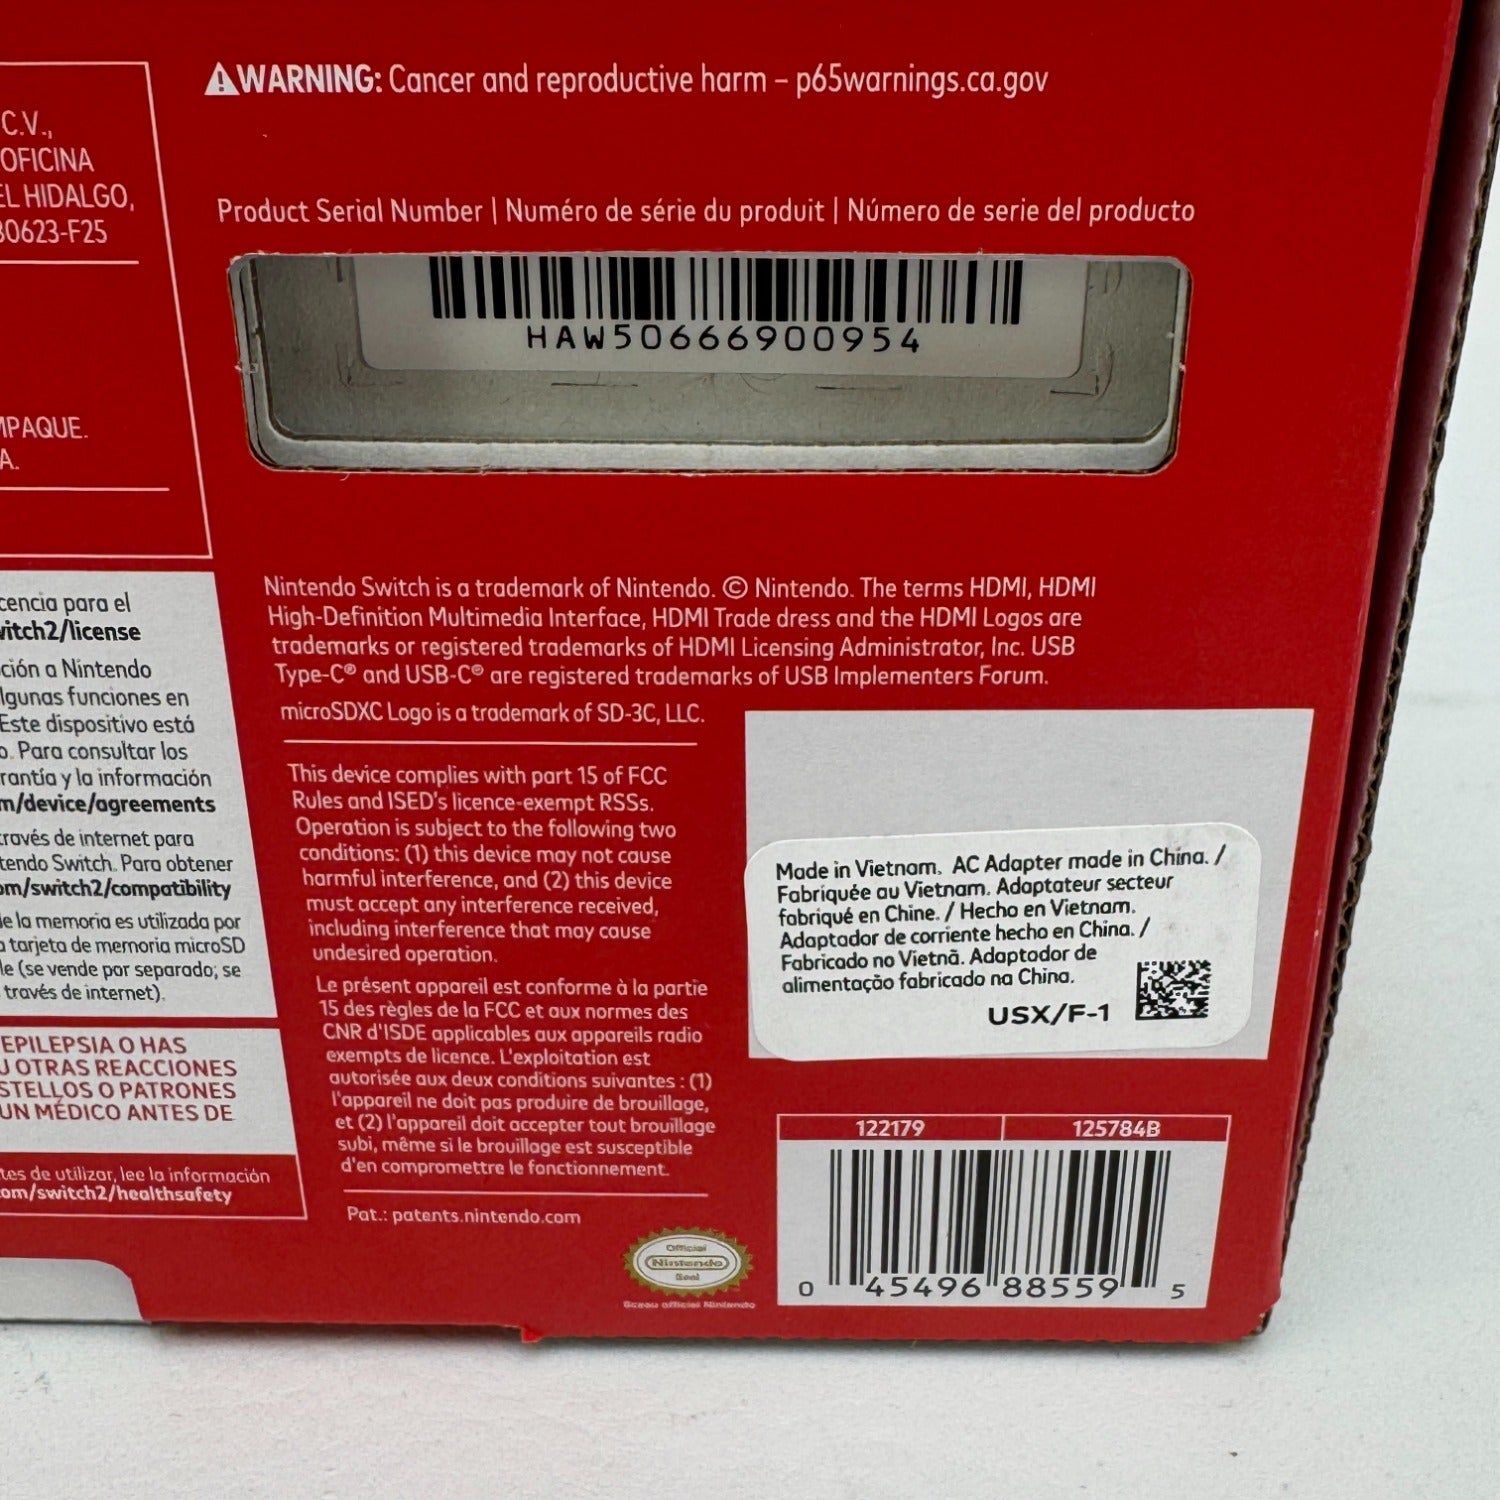 C.V.,
OFICINA
EL HIDALGO,
30623-F25
MPAQUE.
A.
cencia para el
vitch2/license
ción a Nintendo
lgunas funciones en
Este dispositivo está
o. Para consultar los
rantía y la información
m/device/agreements
través de internet para
tendo Switch. Para obtener
om/switch2/compatibility
de la memoria es utilizada por
a tarjeta de memoria microSD
le (se vende por separado; se
través de internet).
EPILEPSIA O HAS
U OTRAS REACCIONES
STELLOS O PATRONES
UN MÉDICO ANTES DE
tes de utilizar, lee la información
com/switch2/healthsafety
WARNING: Cancer and reproductive harm – p65warnings.ca.gov
Product Serial Number | Numéro de série du produit | Número de serie del producto
HAW50666900954
Nintendo Switch is a trademark of Nintendo. © Nintendo. The terms HDMI, HDMI
High-Definition Multimedia Interface, HDMI Trade dress and the HDMI Logos are
trademarks or registered trademarks of HDMI Licensing Administrator, Inc. USB
Type-C® and USB-C® are registered trademarks of USB Implementers Forum.
microSDXC Logo is a trademark of SD-3C, LLC.
This device complies with part 15 of FCC
Rules and ISED's licence-exempt RSSs.
Operation is subject to the following two
conditions: (1) this device may not cause
harmful interference, and (2) this device
must accept any interference received,
including interference that may cause
undesired operation.
Le présent appareil est conforme à la partie
15 des règles de la FCC et aux normes des
CNR d'ISDE applicables aux appareils radio
exempts de licence. L'exploitation est
autorisée aux deux conditions suivantes : (1)
l'appareil ne doit pas produire de brouillage,
et (2) l'appareil doit accepter tout brouillage
subi, même si le brouillage est susceptible
d'en compromettre le fonctionnement.
Pat.: patents.nintendo.com
Official
Nintendo
Seal
Sceau officiel Nintendo
Made in Vietnam. AC Adapter made in China. /
Fabriquée au Vietnam. Adaptateur secteur
fabriqué en Chine. / Hecho en Vietnam.
Adaptador de corriente hecho en China. /
Fabricado no Vietnã. Adaptador de
alimentação fabricado na China.
USX/F-1
122179 125784B
0 45496 88559 5